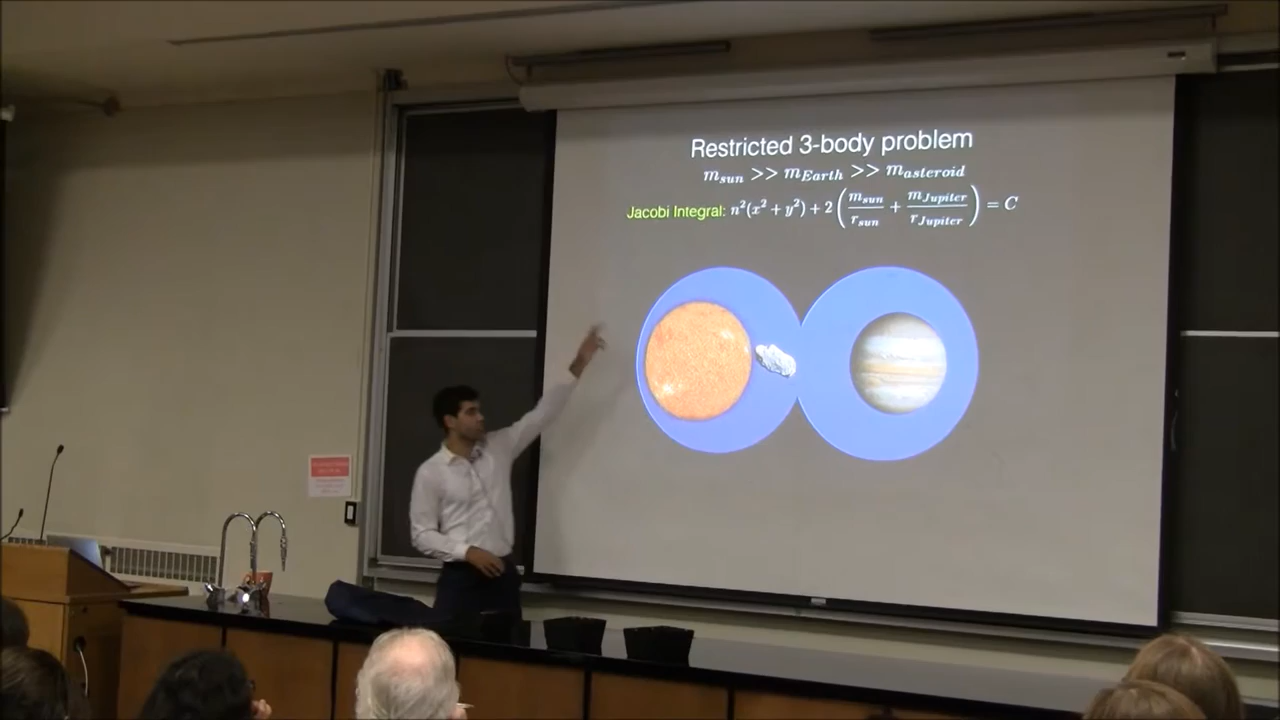 Restricted 3-body problem
m_sun >> m_Earth >> m_asteroid
Jacobi Integral: n²(x² + y²) + 2(m_sun/r_sun + m_Jupiter/r_Jupiter) = C